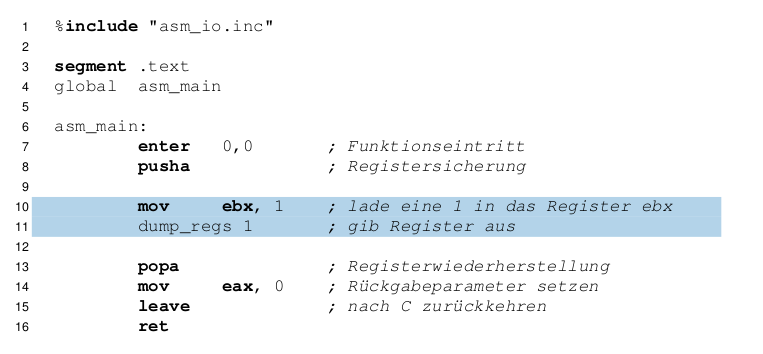 1 %include "asm_io.inc"
2
3 segment .text
4 global asm_main
5
6 asm_main:
7 enter 0,0 ; Funktionseintritt
8 pusha ; Registersicherung
9
10 mov ebx, 1 ; lade eine 1 in das Register ebx
11 dump_regs 1 ; gib Register aus
12
13 popa ; Registerwiederherstellung
14 mov eax, 0 ; Rückgabeparameter setzen
15 leave ; nach C zurückkehren
16 ret